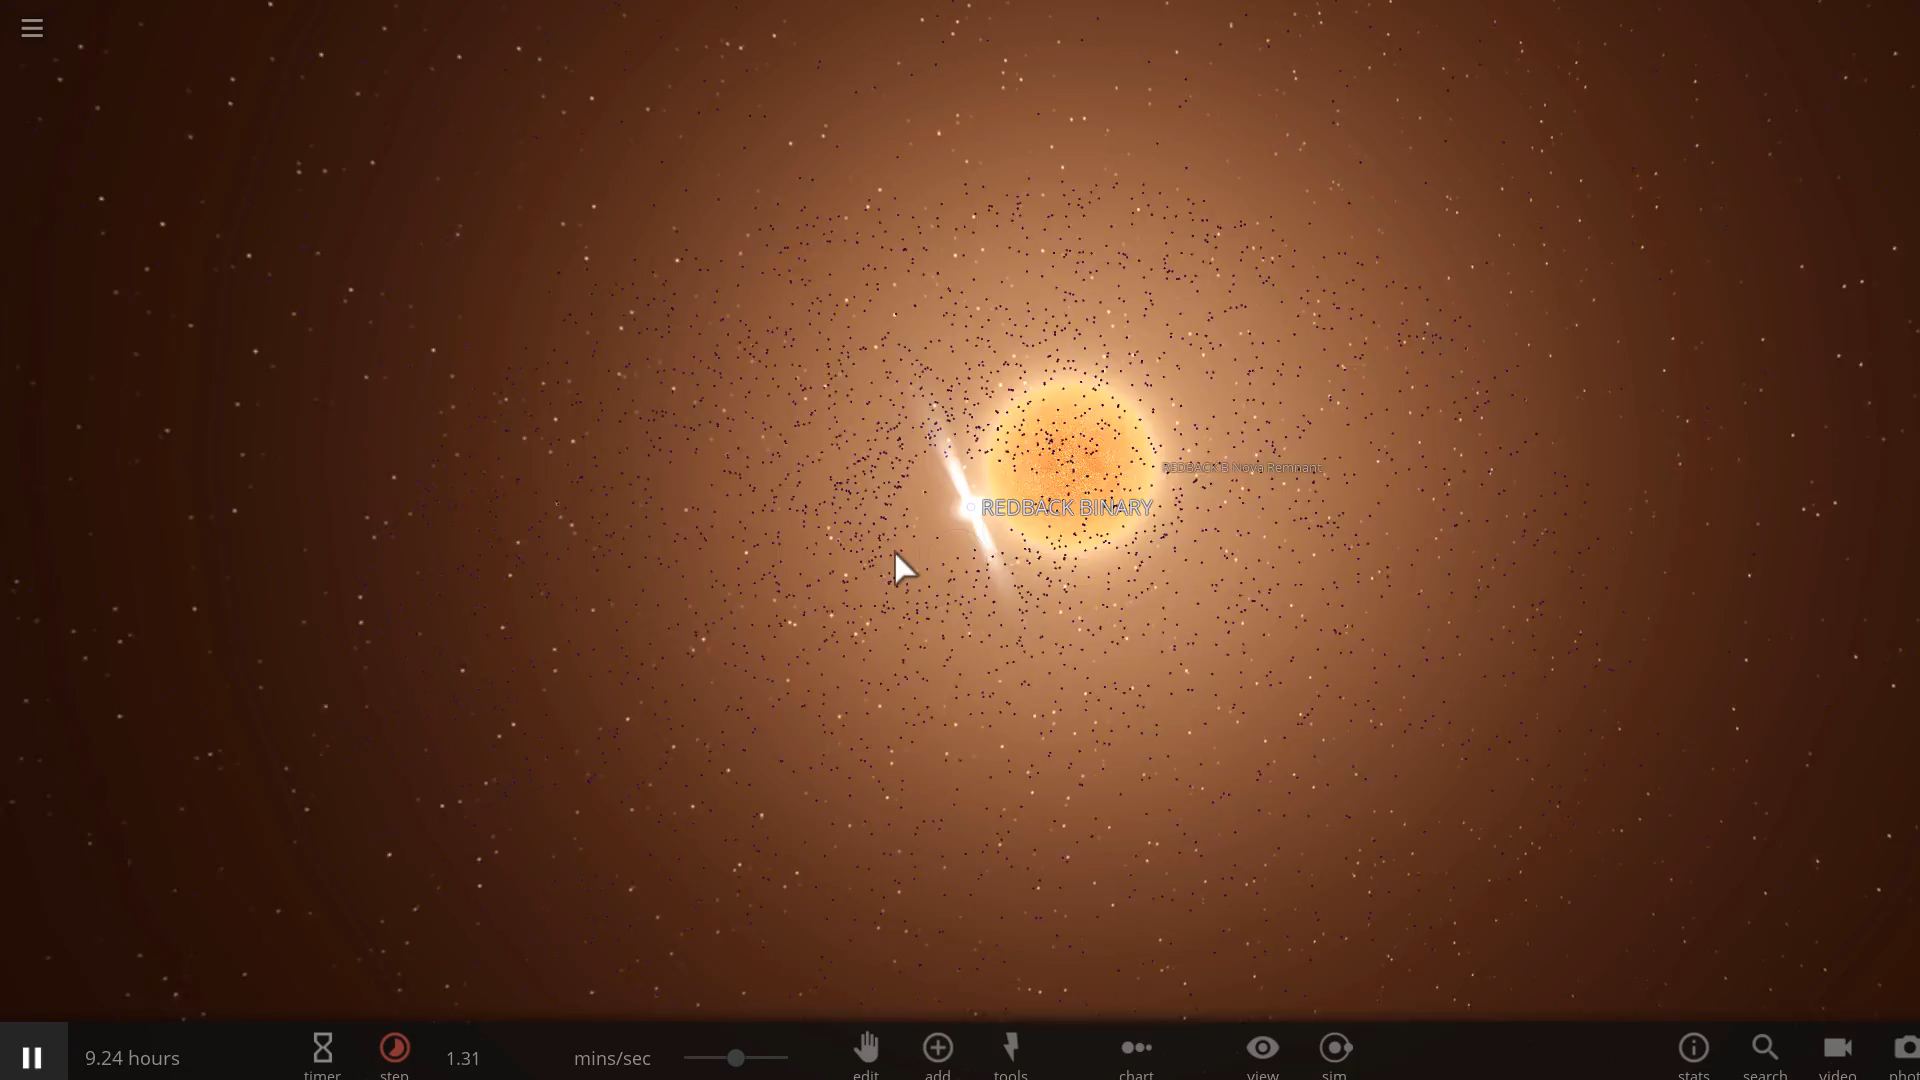 REDBACK B Nova Remnant
REDBACK BINARY
9.24 hours
timer
step
1.31
mins/sec
edit
add
tools
chart
view
sim
stats
search
video
phot